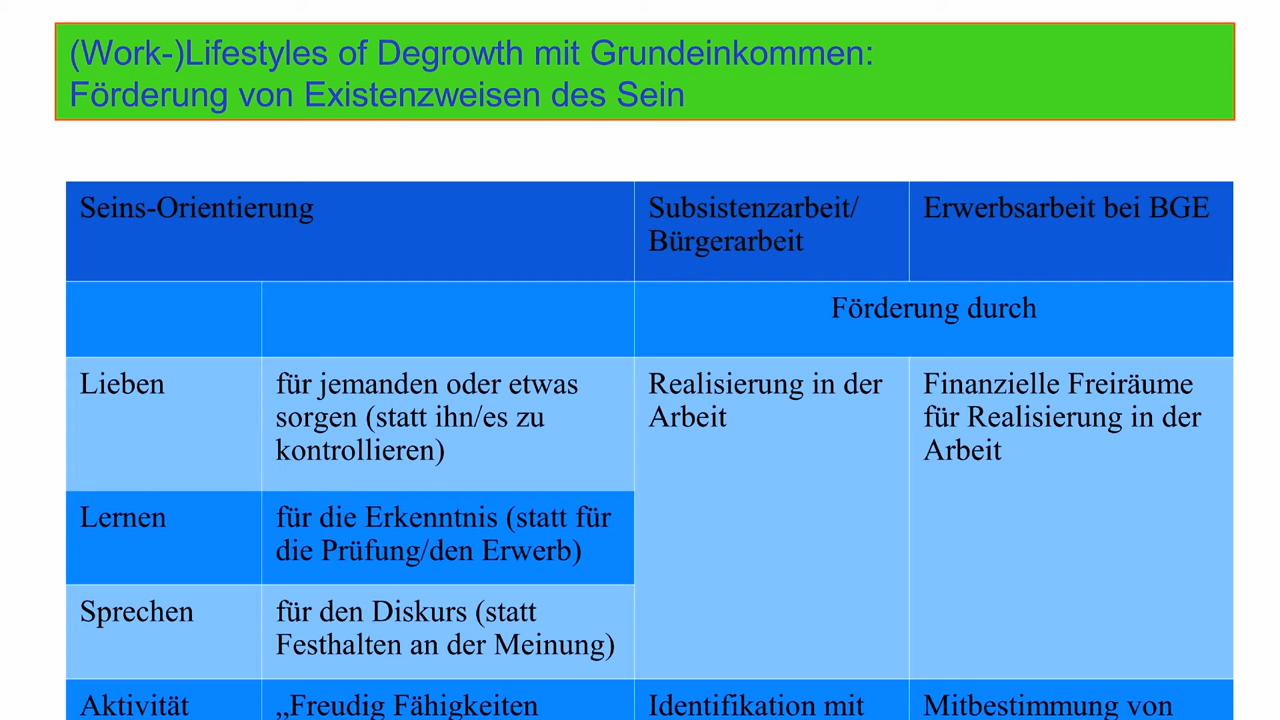 (Work-)Lifestyles of Degrowth mit Grundeinkommen:
Förderung von Existenzweisen des Sein
Seins-Orientierung
Subsistenzarbeit/
Bürgerarbeit
Erwerbsarbeit bei BGE
Förderung durch
Lieben
für jemanden oder etwas
sorgen (statt ihn/es zu
kontrollieren)
Realisierung in der
Arbeit
Finanzielle Freiräume
für Realisierung in der
Arbeit
Lernen
für die Erkenntnis (statt für
die Prüfung/den Erwerb)
Sprechen
für den Diskurs (statt
Festhalten an der Meinung)
Aktivität
„Freudig Fähigkeiten
Identifikation mit
Mitbestimmung von